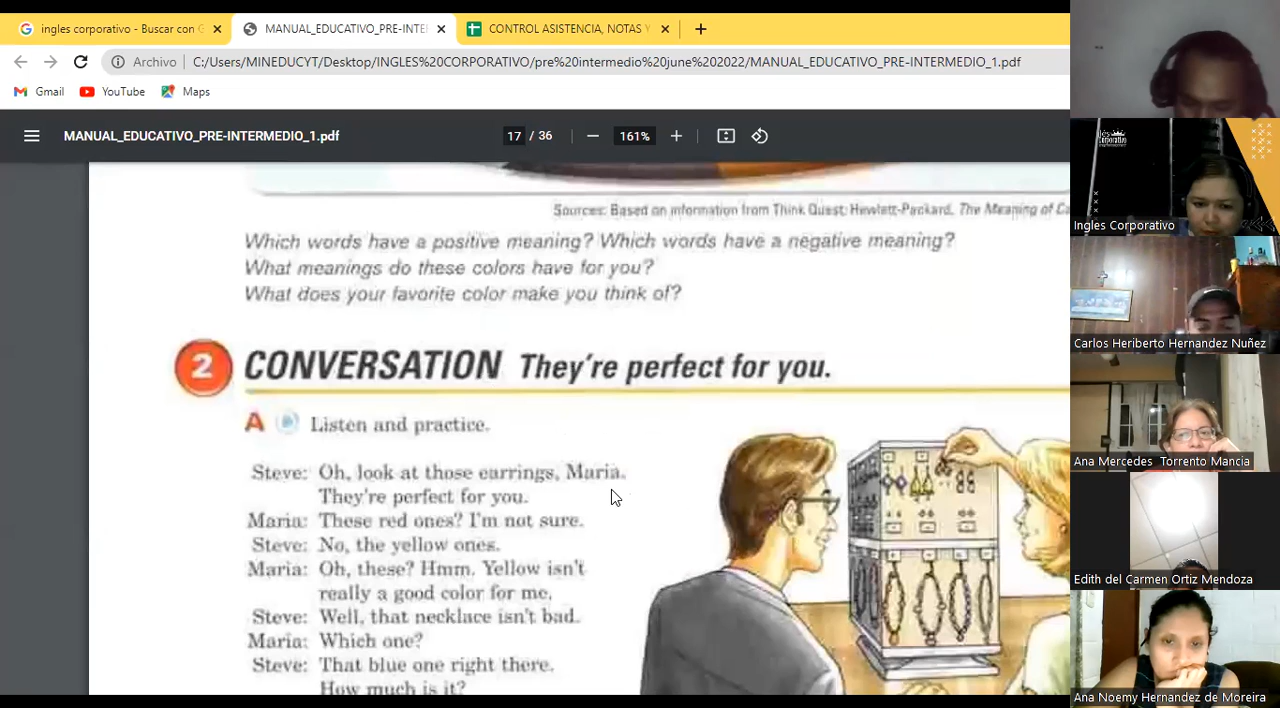 ingles corporativo - Buscar con G
MANUAL_EDUCATIVO_PRE-INTE
CONTROL ASISTENCIA, NOTAS Y
Archivo
C:/Users/MINEDUCYT/Desktop/INGLES%20CORPORATIVO/pre%20intermedio%20june%202022/MANUAL_EDUCATIVO_PRE-INTERMEDIO_1.pdf
Gmail YouTube Maps
MANUAL_EDUCATIVO_PRE-INTERMEDIO_1.pdf
17 / 36
161%
Sources: Based on information from Think Quest; Hewlett-Packard, The Meaning of Co
Which words have a positive meaning? Which words have a negative meaning?
What meanings do these colors have for you?
What does your favorite color make you think of?
2 CONVERSATION They're perfect for you.
A Listen and practice.
Steve: Oh, look at those earrings, Maria.
They're perfect for you.
Maria: These red ones? I'm not sure.
Steve: No, the yellow ones.
Maria: Oh, these? Hmm. Yellow isn't
really a good color for me.
Steve: Well, that necklace isn't bad.
Maria: Which one?
Steve: That blue one right there.
How much is it?
Ingles Corporativo
Carlos Heriberto Hernandez Nuñez
Ana Mercedes Torrento Mancia
Edith del Carmen Ortiz Mendoza
Ana Noemy Hernandez de Moreira